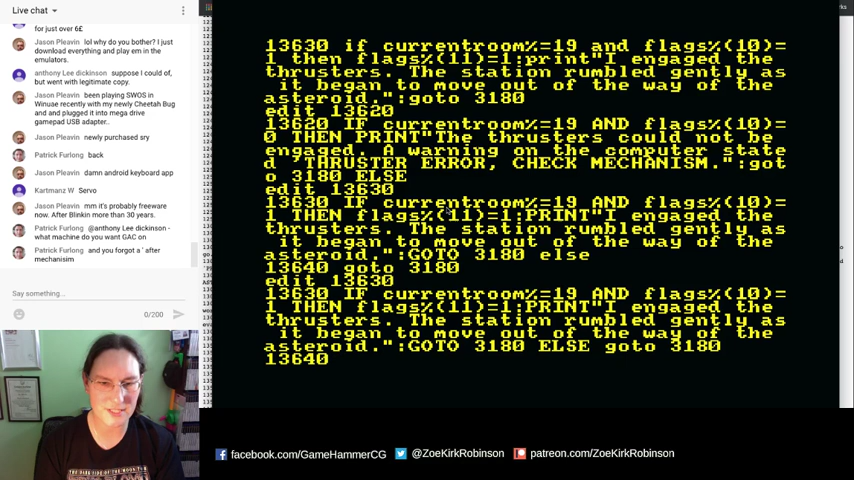 Live chat
for just over 6£
Jason Pleavin lol why do you bother? I just
download everything and play em in the
emulators.
anthony Lee dickinson suppose I could of,
but went with legitimate copy.
Jason Pleavin been playing SWOS in
Winuae recently with my newly Cheetah Bug
and and plugged it into mega drive
gamepad USB adapter..
Jason Pleavin newly purchased sry
Patrick Furlong back
Jason Pleavin damn android keyboard app
Kartmanz W Servo
Jason Pleavin mm it's probably freeware
now. After Blinkin more than 30 years.
Patrick Furlong @anthony Lee dickinson -
what machine do you want GAC on
Patrick Furlong and you forgot a ' after
mechanisim
Say something...
0/200
13630 if currentroom%=19 and flags%(10)=
1 then flags%(11)=1:print"I engaged the
thrusters. The station rumbled gently as
it began to move out of the way of the
asteroid.":goto 3180
edit 13620
13620 IF currentroom%=19 AND flags%(10)=
0 THEN PRINT"The thrusters could not be
engaged. A warning on the computer state
d 'THRUSTER ERROR, CHECK MECHANISM.":got
o 3180 ELSE
edit 13630
13630 IF currentroom%=19 AND flags%(10)=
1 THEN flags%(11)=1:PRINT"I engaged the
thrusters. The station rumbled gently as
it began to move out of the way of the
asteroid.":GOTO 3180 else
13640 goto 3180
edit 13630
13630 IF currentroom%=19 AND flags%(10)=
1 THEN flags%(11)=1:PRINT"I engaged the
thrusters. The station rumbled gently as
it began to move out of the way of the
asteroid.":GOTO 3180 ELSE goto 3180
13640
facebook.com/GameHammerCG @ZoeKirkRobinson patreon.com/ZoeKirkRobinson